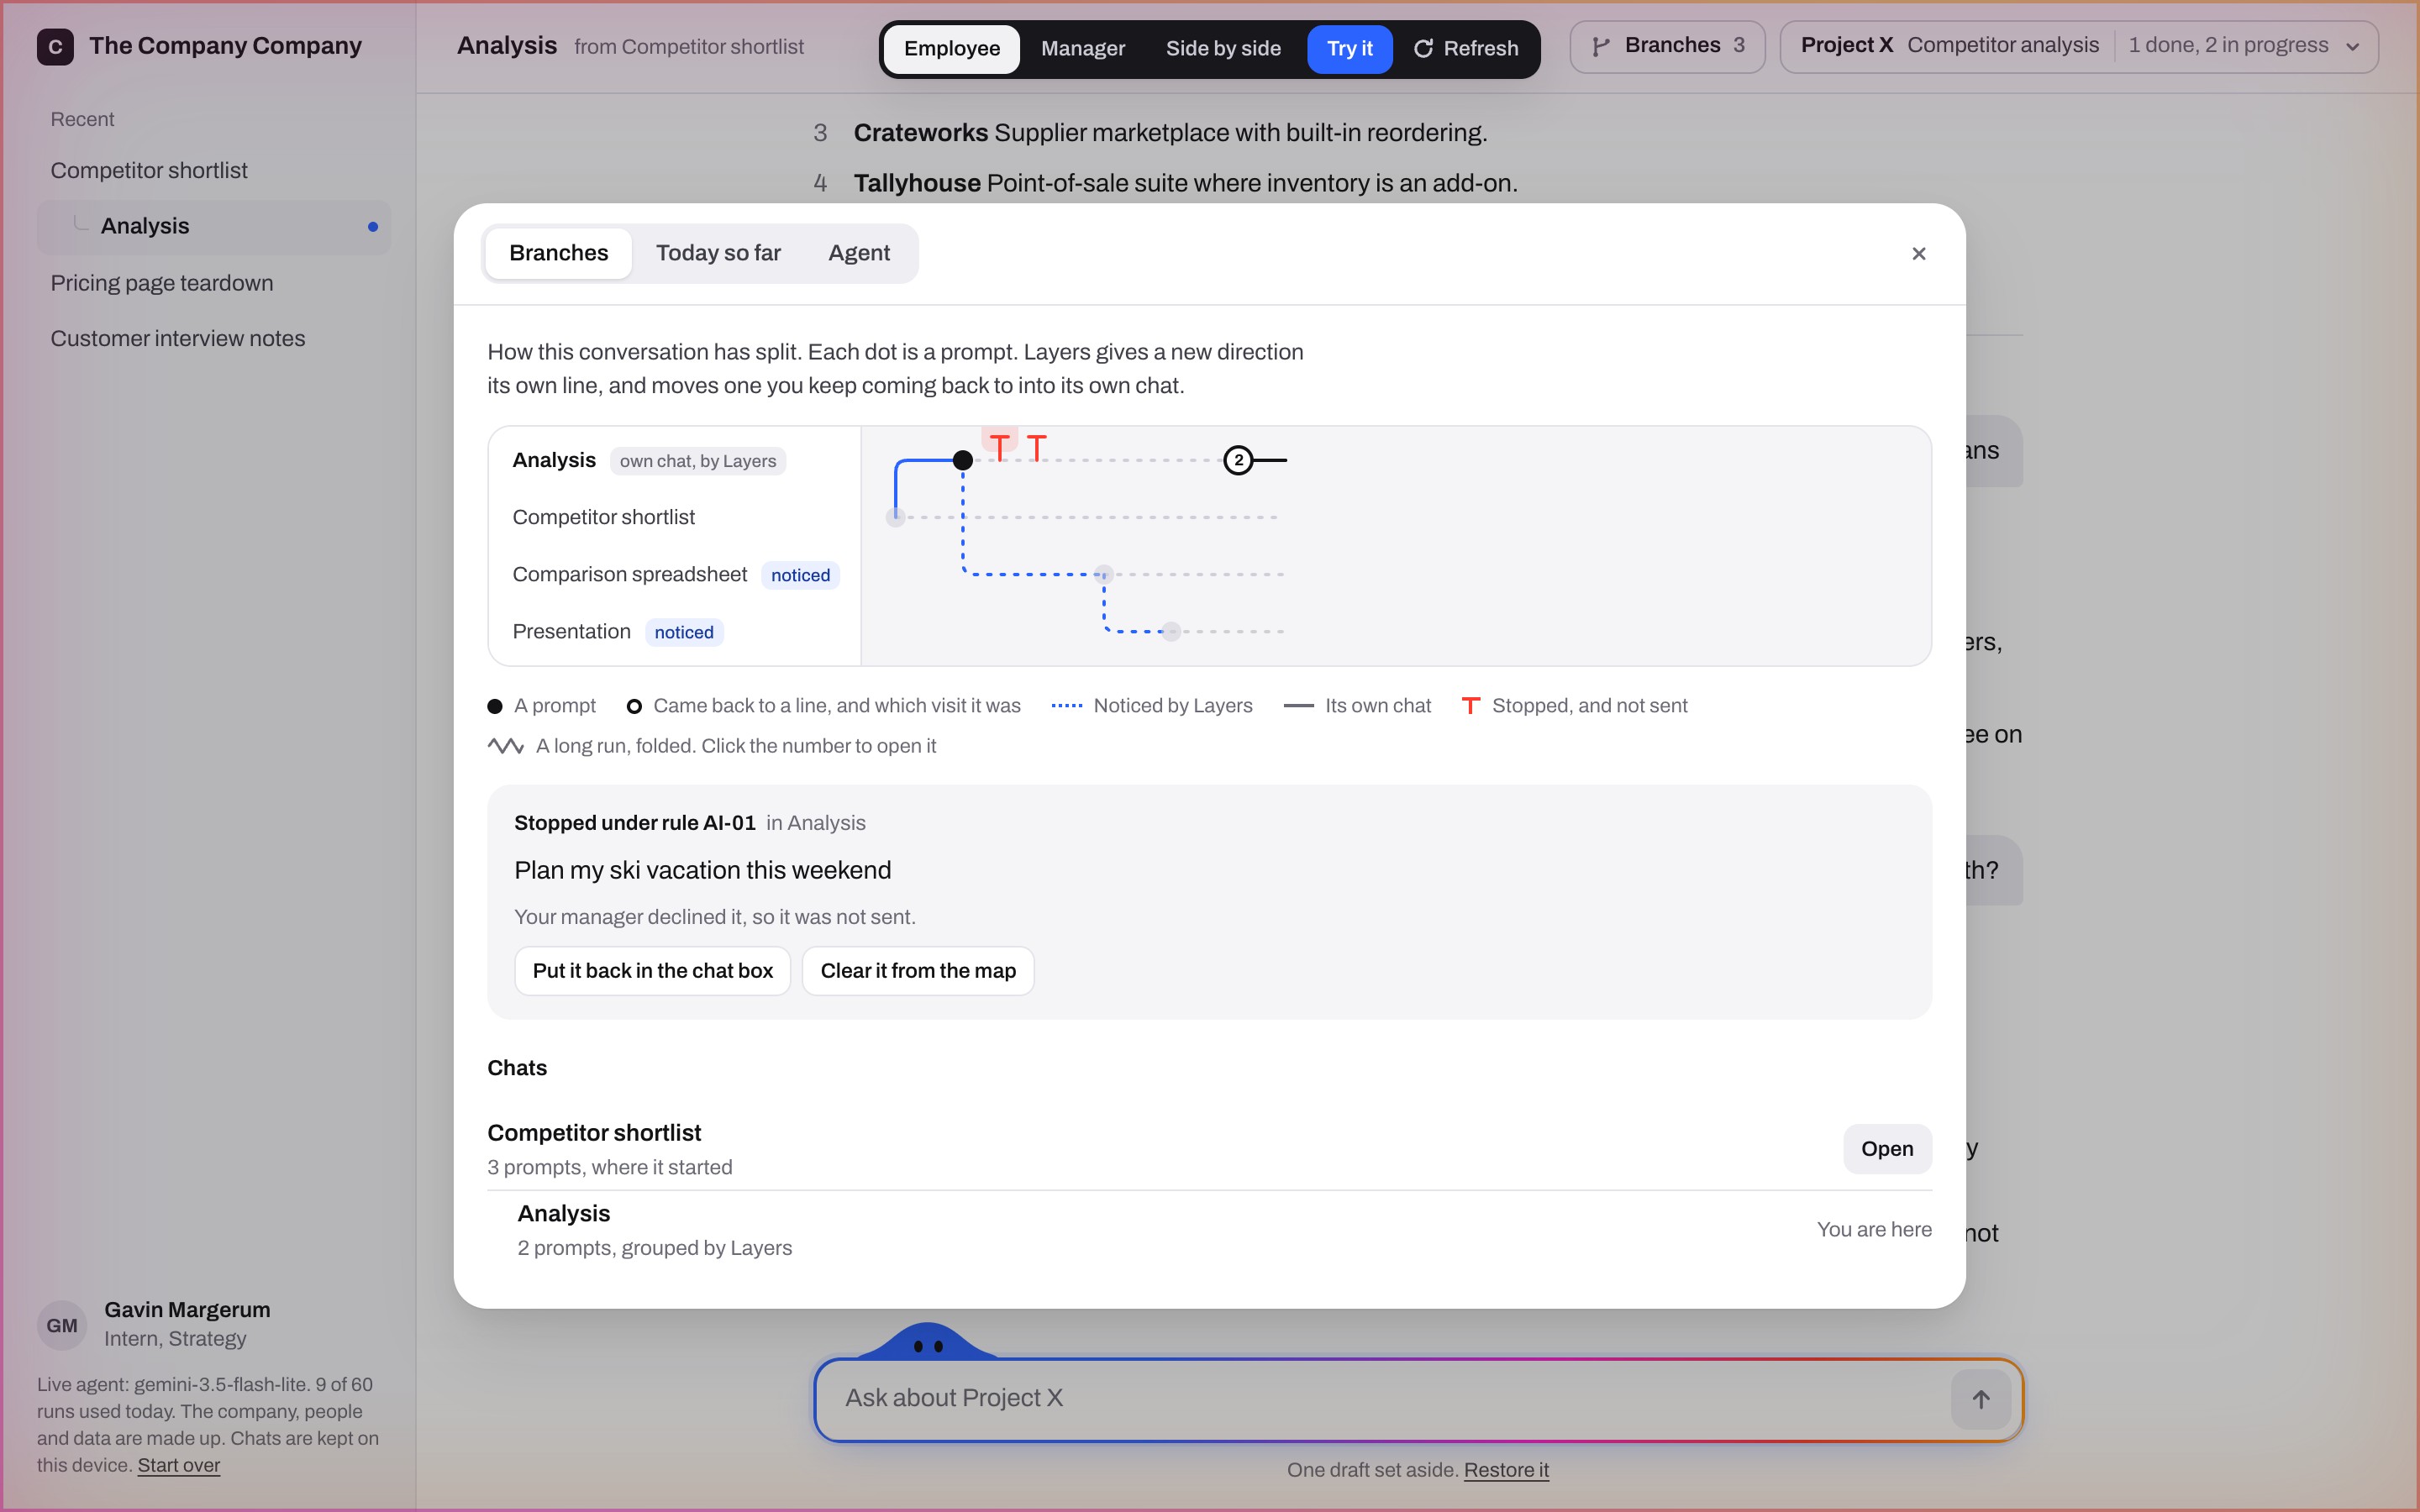 C The Company Company
Analysis from Competitor shortlist
Employee Manager Side by side Try it Refresh
Branches 3
Project X Competitor analysis 1 done, 2 in progress
Recent
Competitor shortlist
Analysis
Pricing page teardown
Customer interview notes
3 Crateworks Supplier marketplace with built-in reordering.
4 Tallyhouse Point-of-sale suite where inventory is an add-on.
Branches Today so far Agent
How this conversation has split. Each dot is a prompt. Layers gives a new direction
its own line, and moves one you keep coming back to into its own chat.
Analysis own chat, by Layers
2
Competitor shortlist
Comparison spreadsheet noticed
Presentation noticed
A prompt Came back to a line, and which visit it was Noticed by Layers Its own chat Stopped, and not sent
A long run, folded. Click the number to open it
Stopped under rule AI-01 in Analysis
Plan my ski vacation this weekend
Your manager declined it, so it was not sent.
Put it back in the chat box Clear it from the map
Chats
Competitor shortlist
3 prompts, where it started
Open
Analysis
2 prompts, grouped by Layers
You are here
ans
ers,
ee on
th?
y
not
GM Gavin Margerum
Intern, Strategy
Live agent: gemini-3.5-flash-lite. 9 of 60
runs used today. The company, people
and data are made up. Chats are kept on
this device. Start over
Ask about Project X
One draft set aside. Restore it